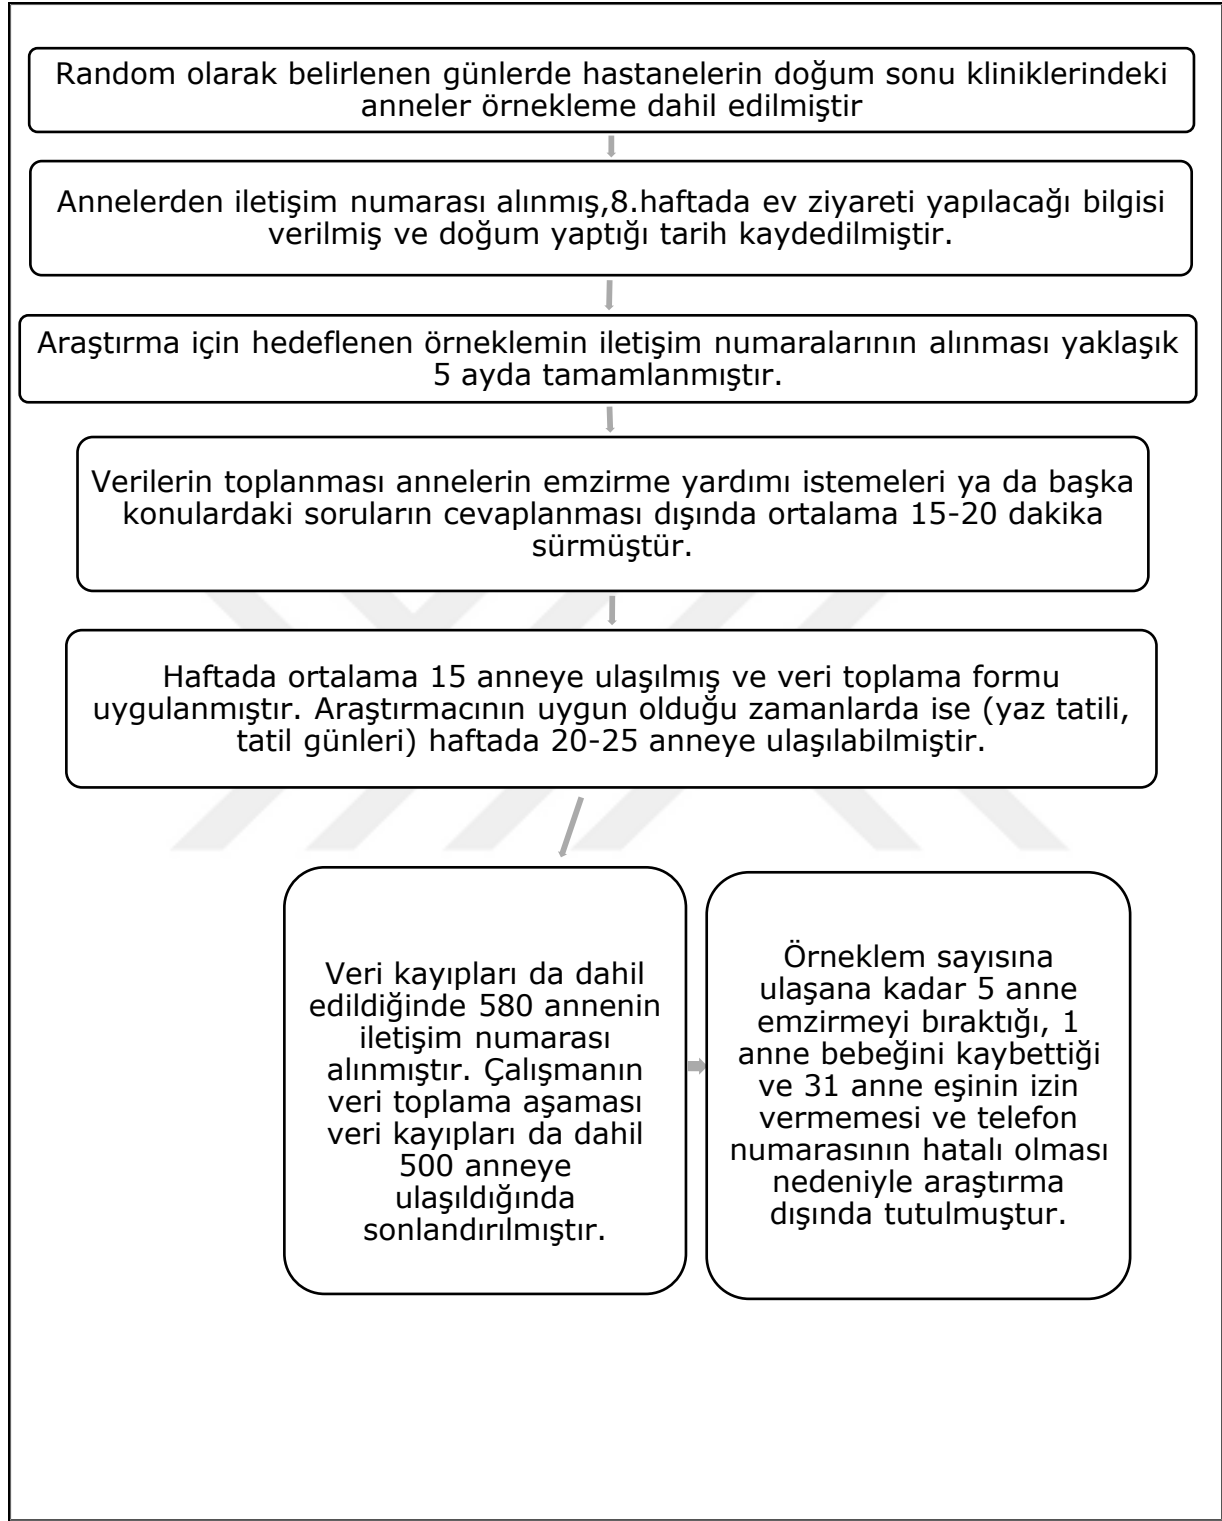 Random olarak belirlenen günlerde hastanelerin doğum sonu kliniklerindeki
anneler örnekleme dahil edilmiştir
Annelerden iletişim numarası alınmış,8.haftada ev ziyareti yapılacağı bilgisi
verilmiş ve doğum yaptığı tarih kaydedilmiştir.
Araştırma için hedeflenen örneklemin iletişim numaralarının alınması yaklaşık
5 ayda tamamlanmıştır.
Verilerin toplanması annelerin emzirme yardımı istemeleri ya da başka
konulardaki soruların cevaplanması dışında ortalama 15-20 dakika
sürmüştür.
Haftada ortalama 15 anneye ulaşılmış ve veri toplama formu
uygulanmıştır. Araştırmacının uygun olduğu zamanlarda ise (yaz tatili,
tatil günleri) haftada 20-25 anneye ulaşılabilmiştir.
Veri kayıpları da dahil
edildiğinde 580 annenin
iletişim numarası
alınmıştır. Çalışmanın
veri toplama aşaması
veri kayıpları da dahil
500 anneye
ulaşıldığında
sonlandırılmıştır.
Örneklem sayısına
ulaşana kadar 5 anne
emzirmeyi bıraktığı, 1
anne bebeğini kaybettiği
ve 31 anne eşinin izin
vermemesi ve telefon
numarasının hatalı olması
nedeniyle araştırma
dışında tutulmuştur.